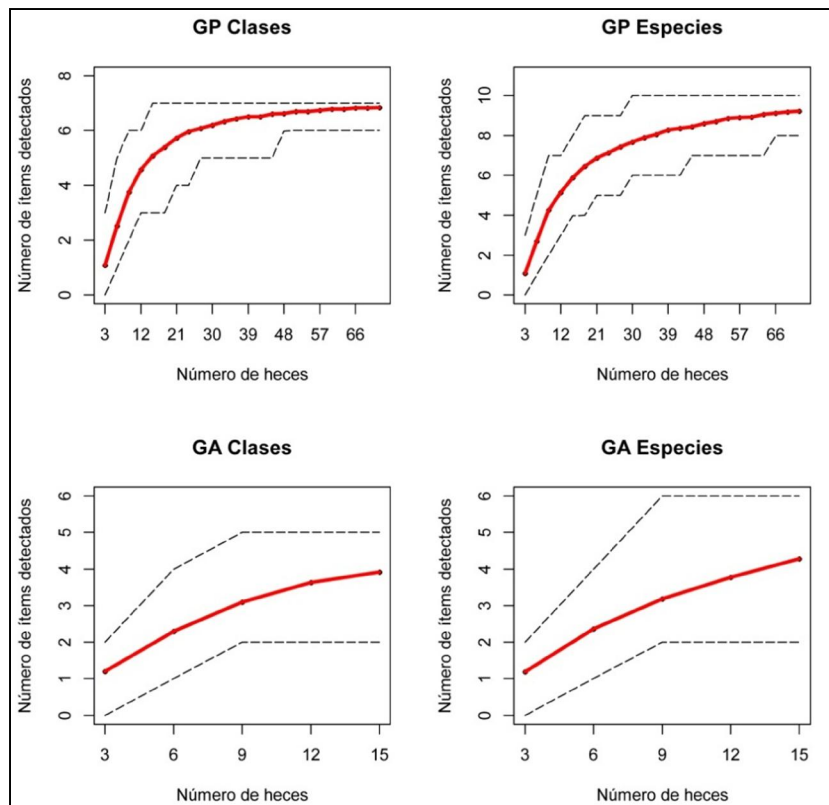 GP Clases
Número de ítems detectados
8
6
4
2
0
3 12 21 30 39 48 57 66
Número de heces
GP Especies
Número de ítems detectados
10
8
6
4
2
0
3 12 21 30 39 48 57 66
Número de heces
GA Clases
Número de ítems detectados
6
5
4
3
2
1
0
3 6 9 12 15
Número de heces
GA Especies
Número de ítems detectados
6
5
4
3
2
1
0
3 6 9 12 15
Número de heces